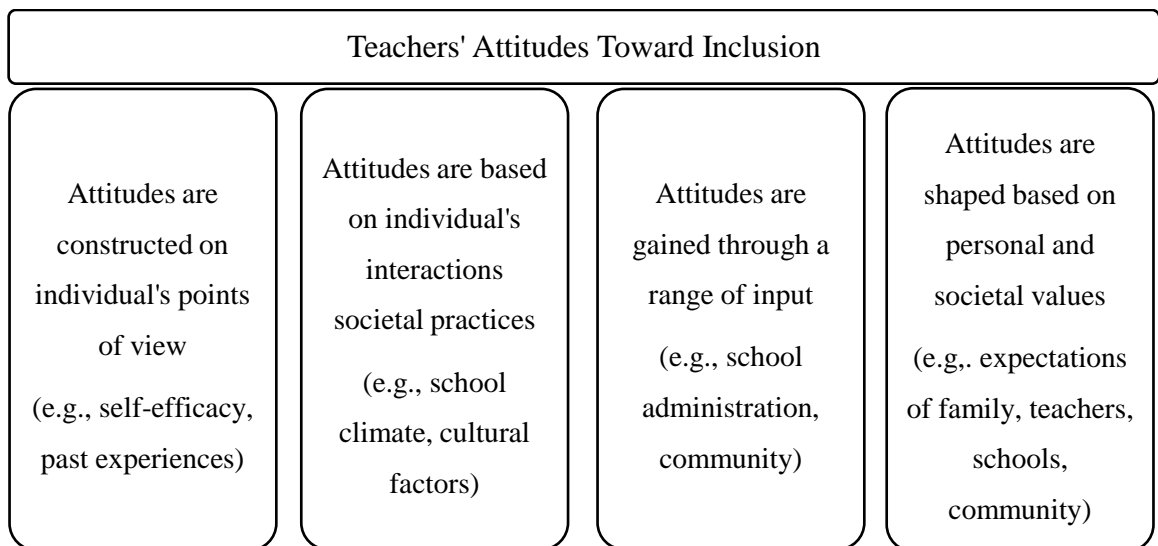 Teachers' Attitudes Toward Inclusion
Attitudes are
constructed on
individual's points
of view
(e.g., self-efficacy,
past experiences)
Attitudes are based
on individual's
interactions
societal practices
(e.g., school
climate, cultural
factors)
Attitudes are
gained through a
range of input
(e.g., school
administration,
community)
Attitudes are
shaped based on
personal and
societal values
(e.g,. expectations
of family, teachers,
schools,
community)